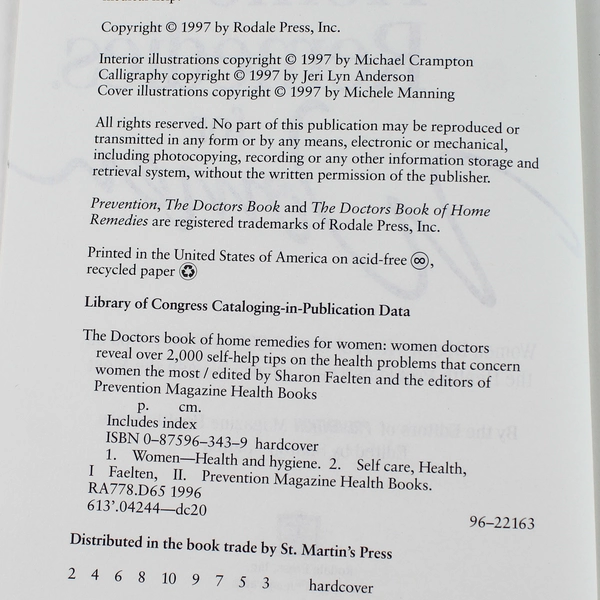 Copyright © 1997 by Rodale Press, Inc.
Interior illustrations copyright © 1997 by Michael Crampton
Calligraphy copyright © 1997 by Jeri Lyn Anderson
Cover illustrations copyright © 1997 by Michele Manning
All rights reserved. No part of this publication may be reproduced or
transmitted in any form or by any means, electronic or mechanical,
including photocopying, recording or any other information storage and
retrieval system, without the written permission of the publisher.
Prevention, The Doctors Book and The Doctors Book of Home
Remedies are registered trademarks of Rodale Press, Inc.
Printed in the United States of America on acid-free ♾,
recycled paper ♻
Library of Congress Cataloging-in-Publication Data
The Doctors book of home remedies for women: women doctors
reveal over 2,000 self-help tips on the health problems that concern
women the most / edited by Sharon Faelten and the editors of
Prevention Magazine Health Books
p. cm.
Includes index
ISBN 0–87596–343–9 hardcover
1. Women—Health and hygiene. 2. Self care, Health,
I Faelten, II. Prevention Magazine Health Books.
RA778.D65 1996
613'.04244—dc20
96–22163
Distributed in the book trade by St. Martin's Press
2 4 6 8 10 9 7 5 3 hardcover